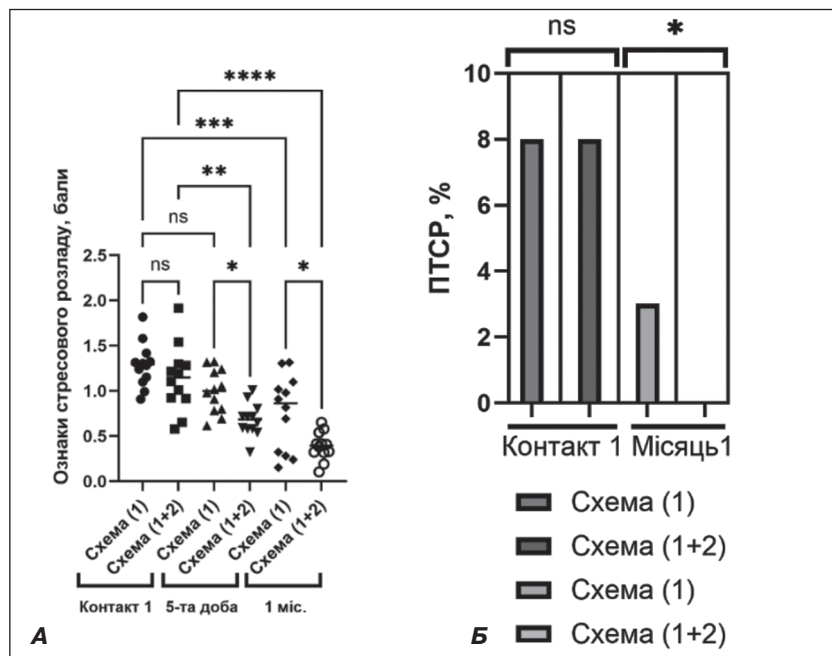 ****
***
**
ns
ns
*
*
Ознаки стресового розладу, бали
2.5
2.0
1.5
1.0
0.5
0.0
Схема (1)
Схема (1+2)
Схема (1)
Схема (1+2)
Схема (1)
Схема (1+2)
Контакт 1
5-та доба
1 міс.
А
ns
*
ПТСР, %
10
8
6
4
2
0
Контакт 1
Місяць1
Схема (1)
Схема (1+2)
Схема (1)
Схема (1+2)
Б